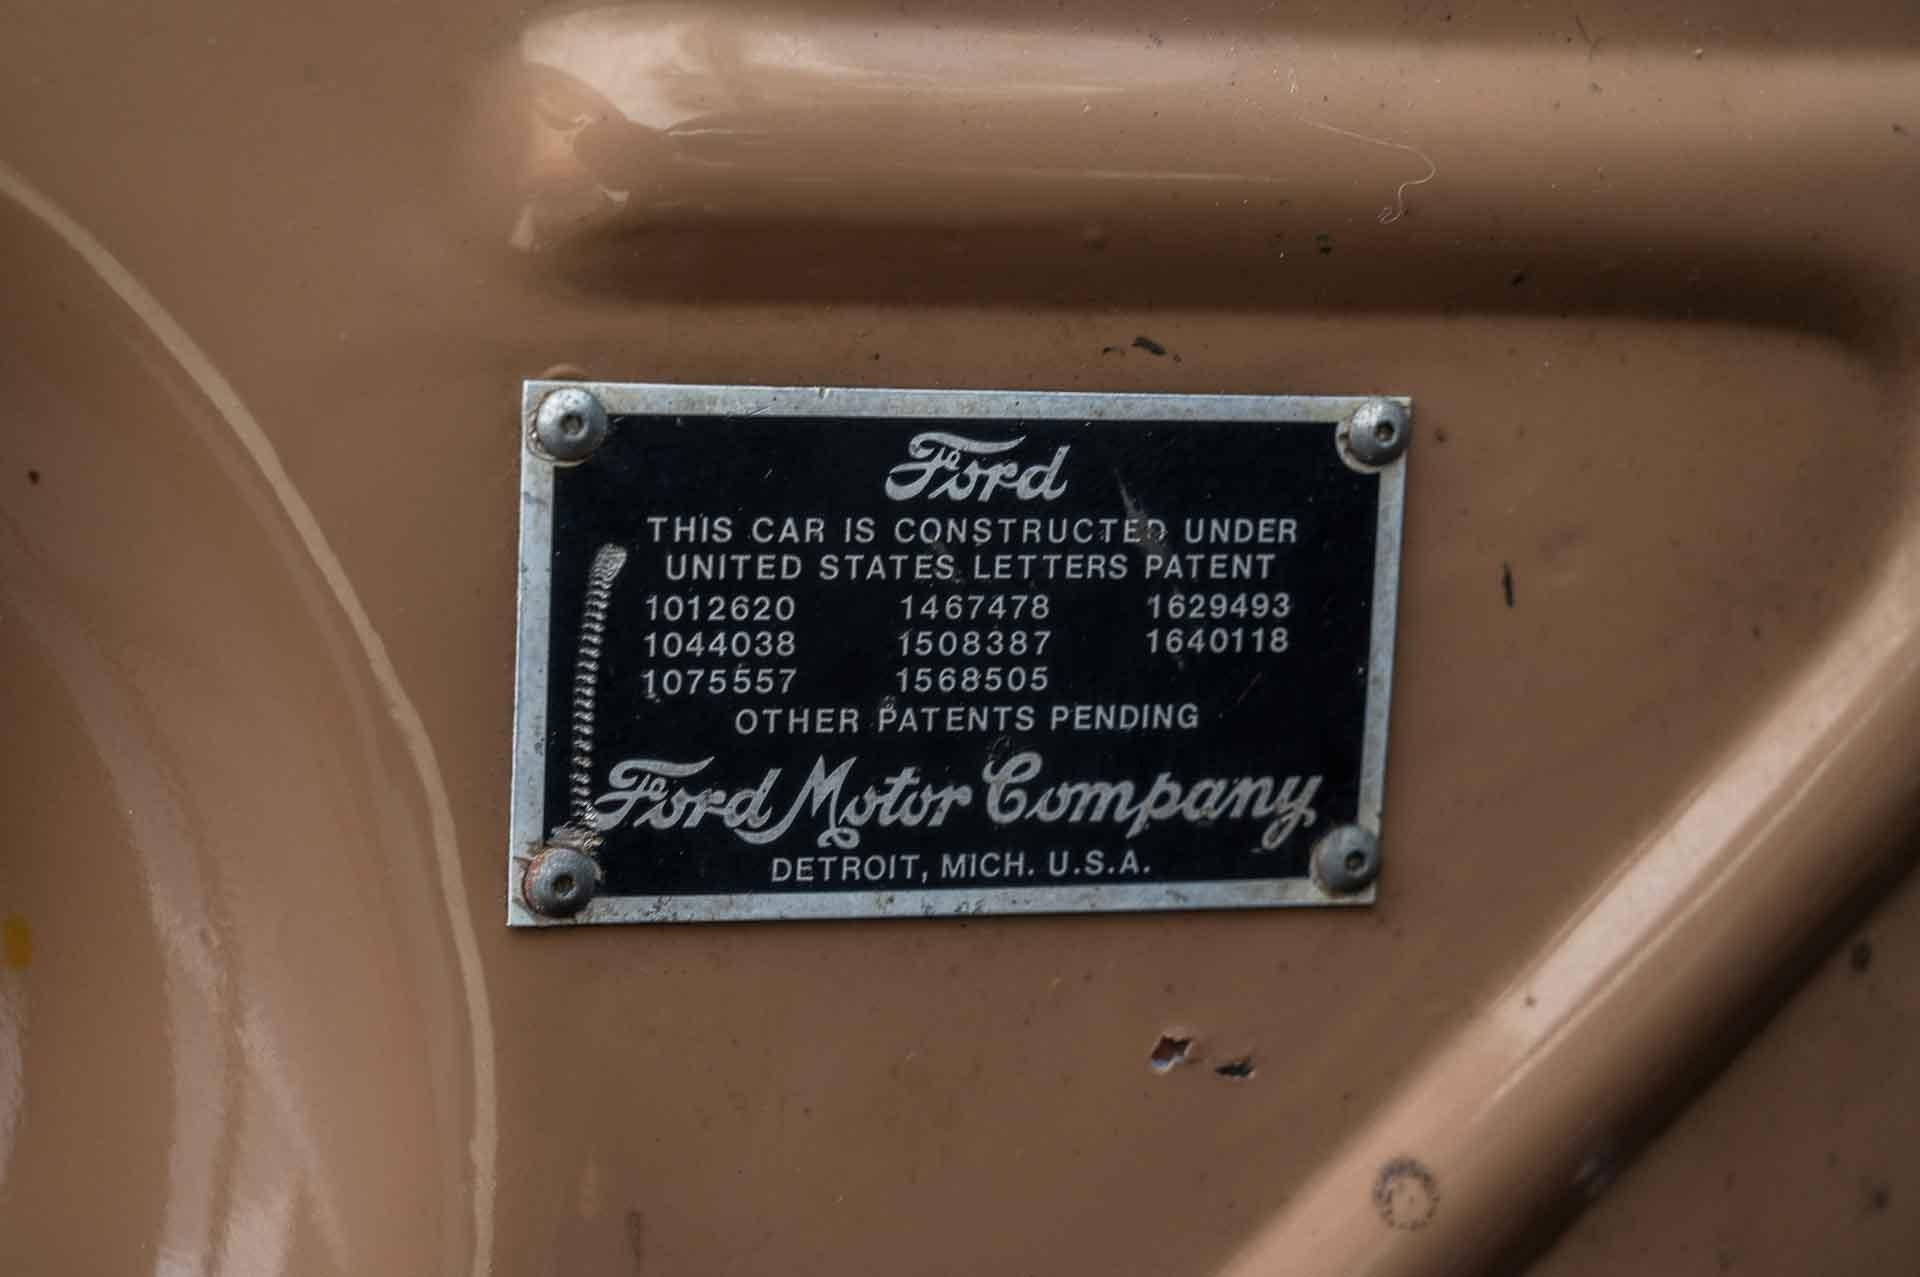 Ford
THIS CAR IS CONSTRUCTED UNDER
UNITED STATES LETTERS PATENT
1012620 1467478 1629493
1044038 1508387 1640118
1075557 1568505
OTHER PATENTS PENDING
Ford Motor Company
DETROIT, MICH. U.S.A.